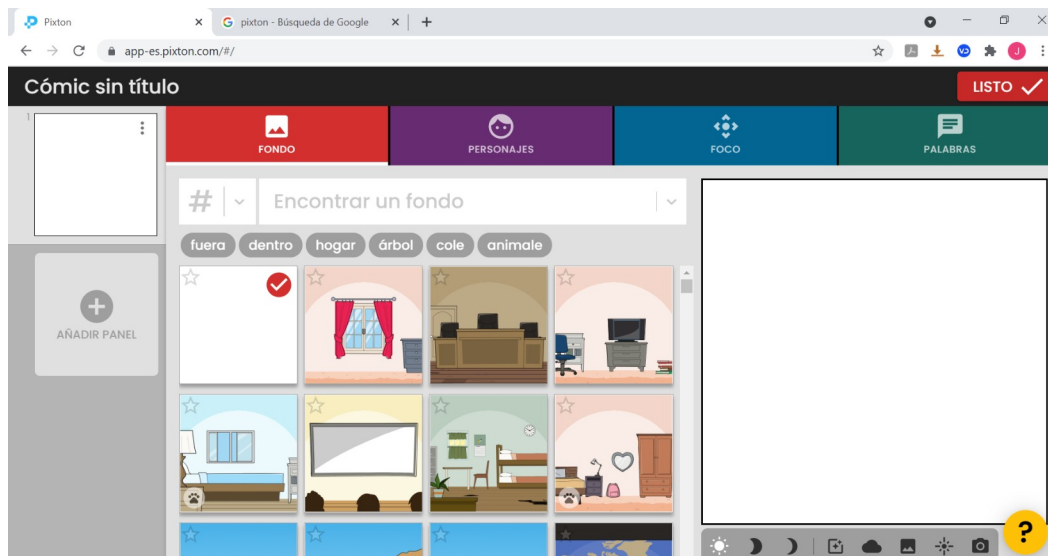 Pixton
pixton - Búsqueda de Google
app-es.pixton.com/#/
J
Cómic sin título
LISTO
1
FONDO
PERSONAJES
FOCO
PALABRAS
# Encontrar un fondo
fuera dentro hogar árbol cole animale
AÑADIR PANEL
?